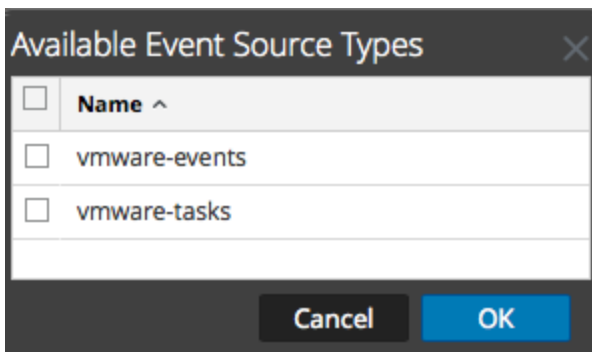 Available Event Source Types
Name
vmware-events
vmware-tasks
Cancel OK